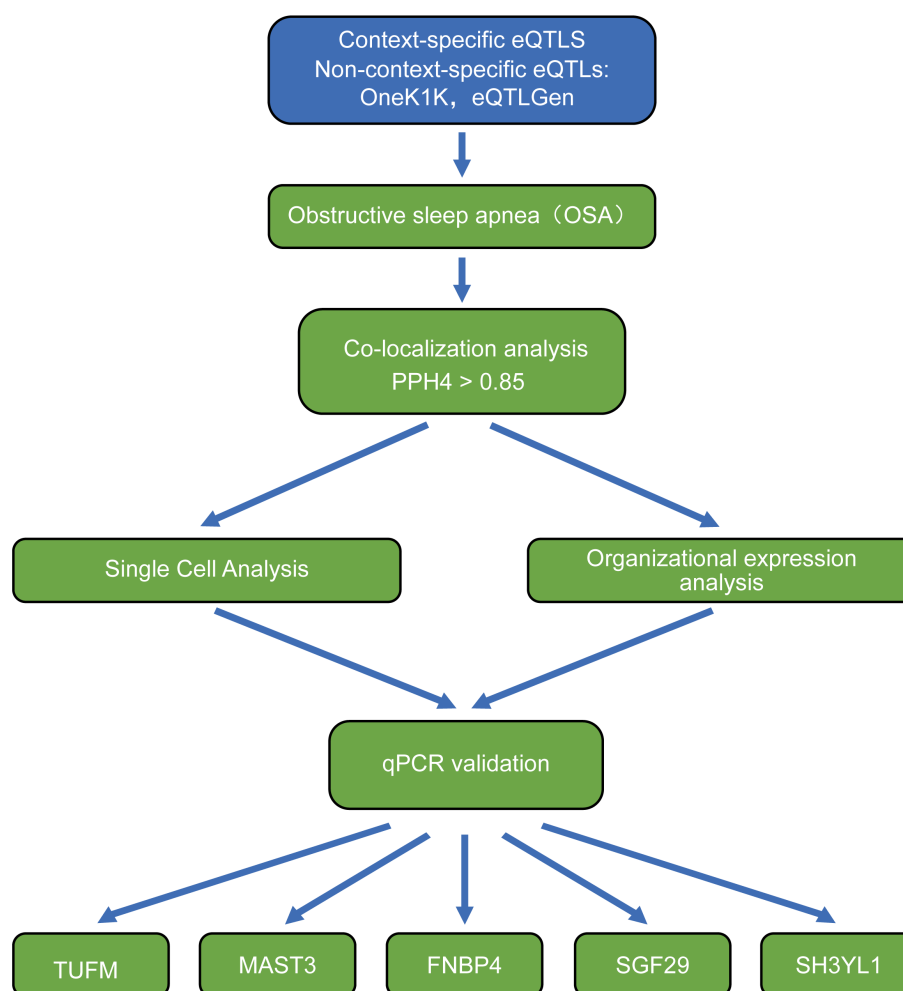 Context-specific eQTLS
Non-context-specific eQTLs:
OneK1K，eQTLGen
Obstructive sleep apnea（OSA）
Co-localization analysis
PPH4 > 0.85
Single Cell Analysis
Organizational expression
analysis
qPCR validation
TUFM
MAST3
FNBP4
SGF29
SH3YL1